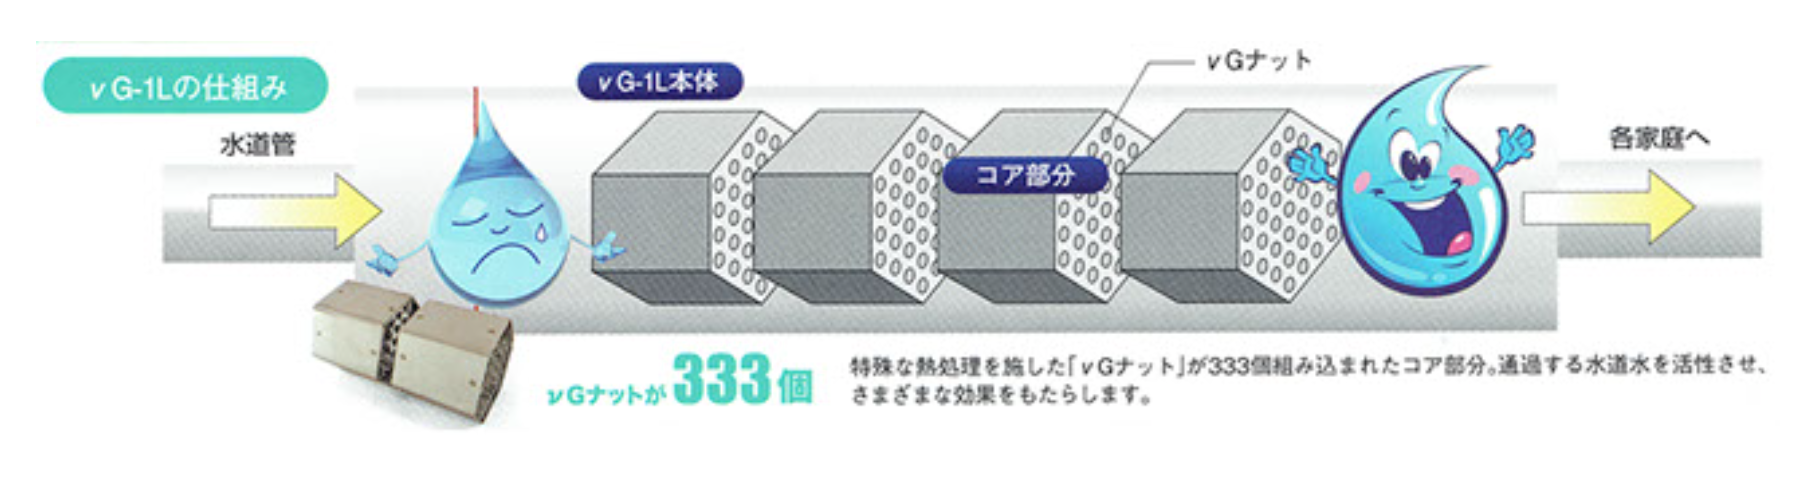 νG-1Lの仕組み
νG-1L本体
νGナット
水道管
コア部分
各家庭へ
νGナットが333個
特殊な熱処理を施した｢νGナット｣が333個組み込まれたコア部分。通過する水道水を活性させ、
さまざまな効果をもたらします。